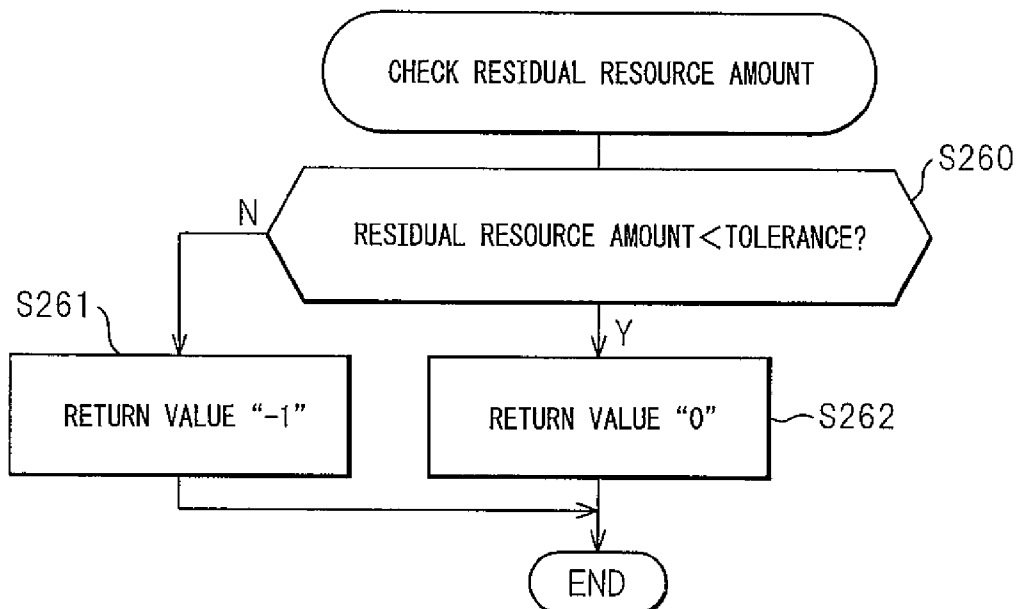 CHECK RESIDUAL RESOURCE AMOUNT
S260
RESIDUAL RESOURCE AMOUNT<TOLERANCE?
N
Y
S261
RETURN VALUE “-1”
RETURN VALUE “0”
S262
END